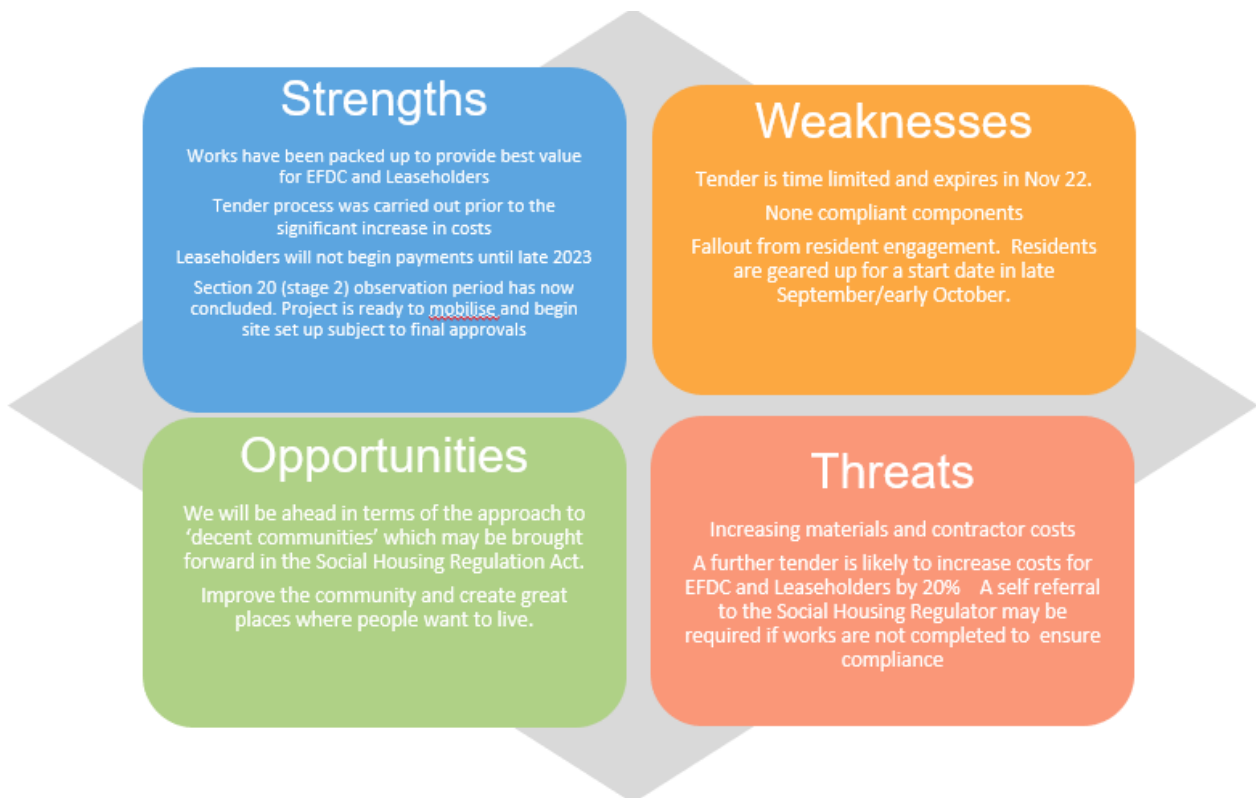 Strengths
Works have been packed up to provide best value
for EFDC and Leaseholders
Tender process was carried out prior to the
significant increase in costs
Leaseholders will not begin payments until late 2023
Section 20 (stage 2) observation period has now
concluded. Project is ready to mobilise and begin
site set up subject to final approvals
Weaknesses
Tender is time limited and expires in Nov 22.
None compliant components
Fallout from resident engagement.  Residents
are geared up for a start date in late
September/early October.
Opportunities
We will be ahead in terms of the approach to
‘decent communities’ which may be brought
forward in the Social Housing Regulation Act.
Improve the community and create great
places where people want to live.
Threats
Increasing materials and contractor costs
A further tender is likely to increase costs for
EFDC and Leaseholders by 20%    A self referral
to the Social Housing Regulator may be
required if works are not completed to  ensure
compliance